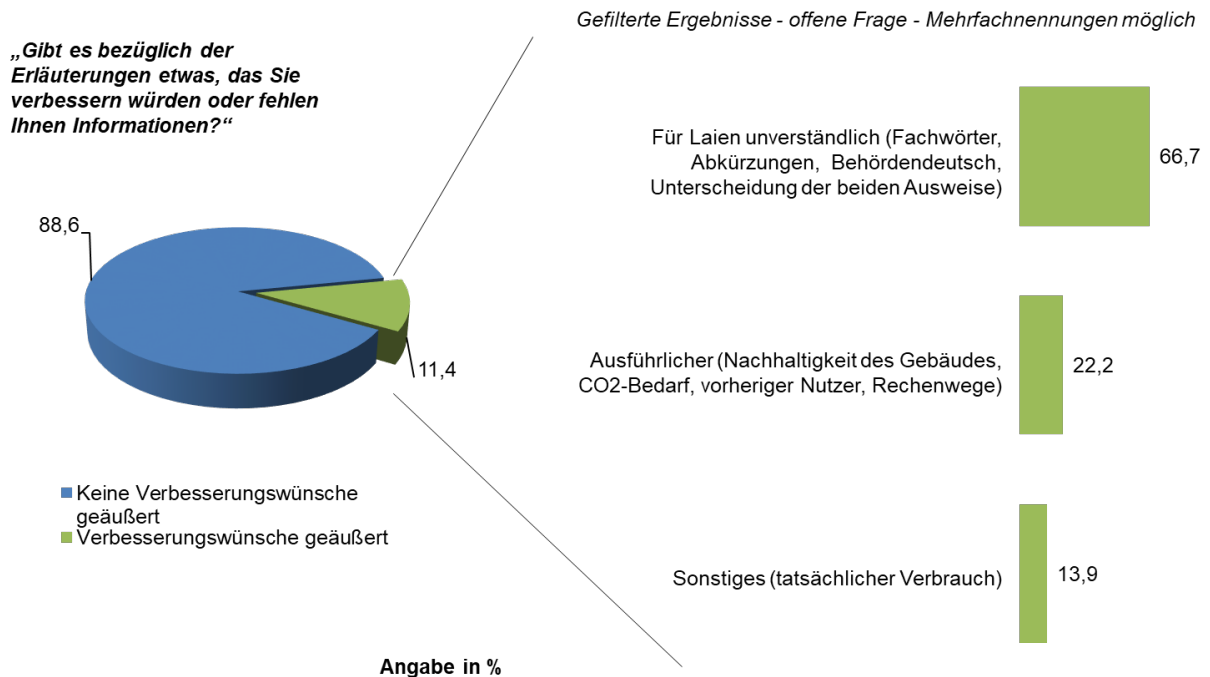 Gefilterte Ergebnisse - offene Frage - Mehrfachnennungen möglich
„Gibt es bezüglich der
Erläuterungen etwas, das Sie
verbessern würden oder fehlen
Ihnen Informationen?“
88,6
11,4
Keine Verbesserungswünsche
geäußert
Verbesserungswünsche geäußert
Für Laien unverständlich (Fachwörter,
Abkürzungen, Behördendeutsch,
Unterscheidung der beiden Ausweise)
66,7
Ausführlicher (Nachhaltigkeit des Gebäudes,
CO2-Bedarf, vorheriger Nutzer, Rechenwege)
22,2
Sonstiges (tatsächlicher Verbrauch)
13,9
Angabe in %